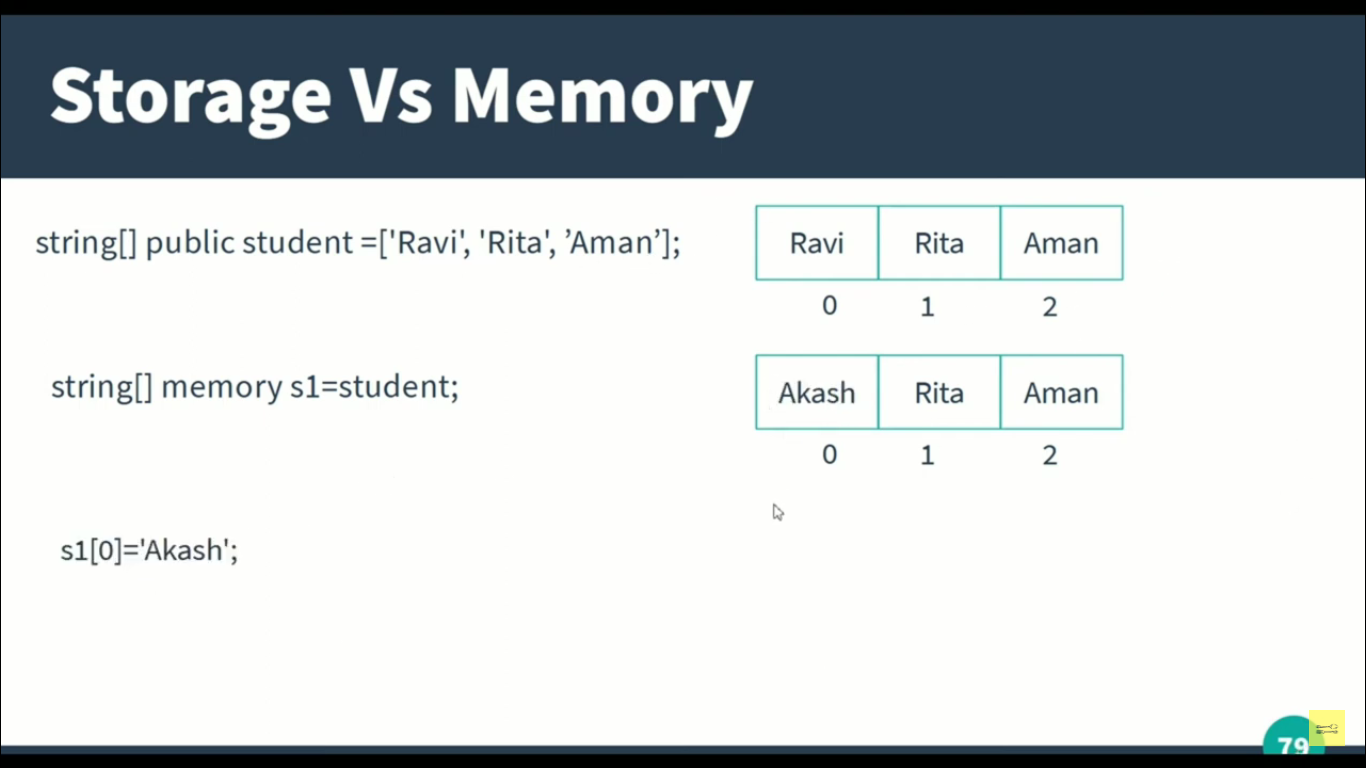 Storage Vs Memory
string[] public student =['Ravi', 'Rita', ’Aman’];
Ravi Rita Aman
0 1 2
string[] memory s1=student;
Akash Rita Aman
0 1 2
s1[0]='Akash';
79